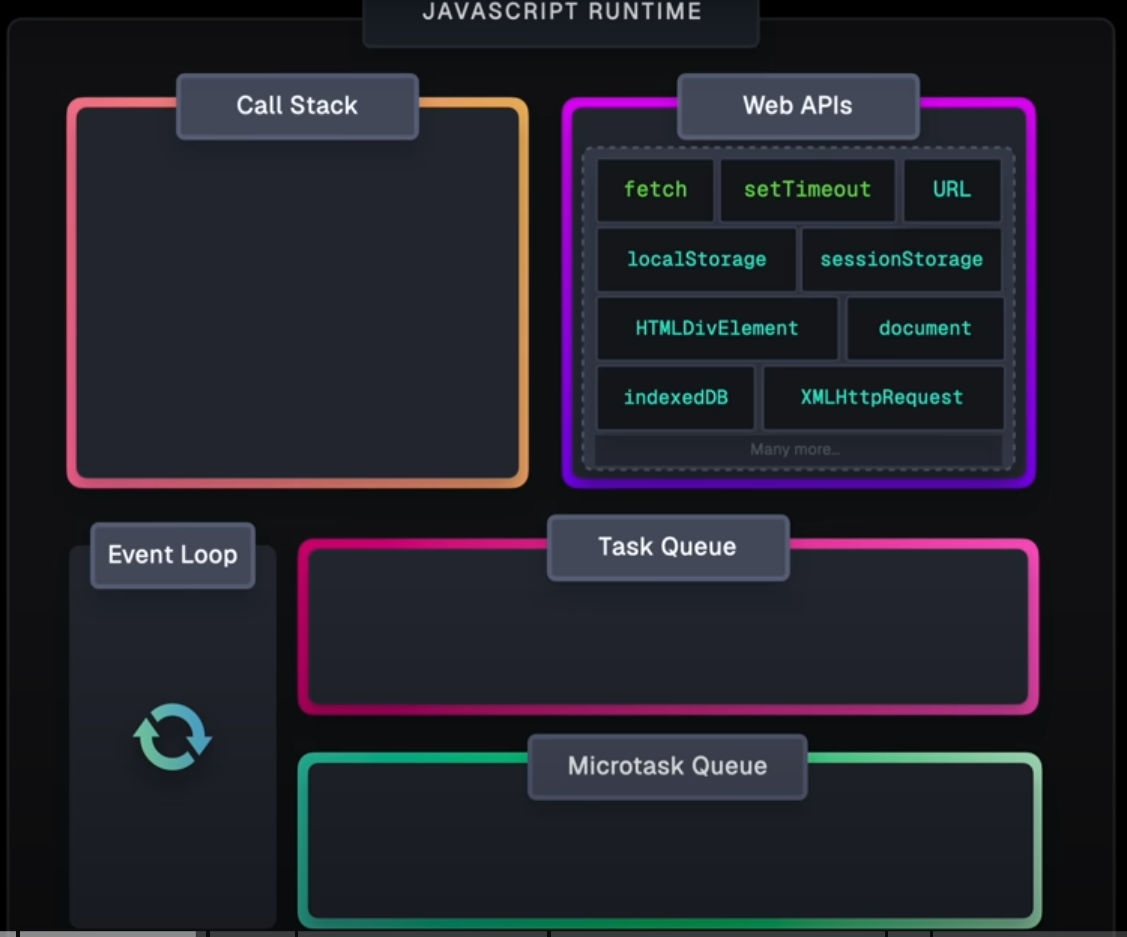 JAVASCRIPT RUNTIME
Call Stack
Web APIs
fetch
setTimeout
URL
localStorage
sessionStorage
HTMLDivElement
document
indexedDB
XMLHttpRequest
Many more...
Event Loop
Task Queue
Microtask Queue